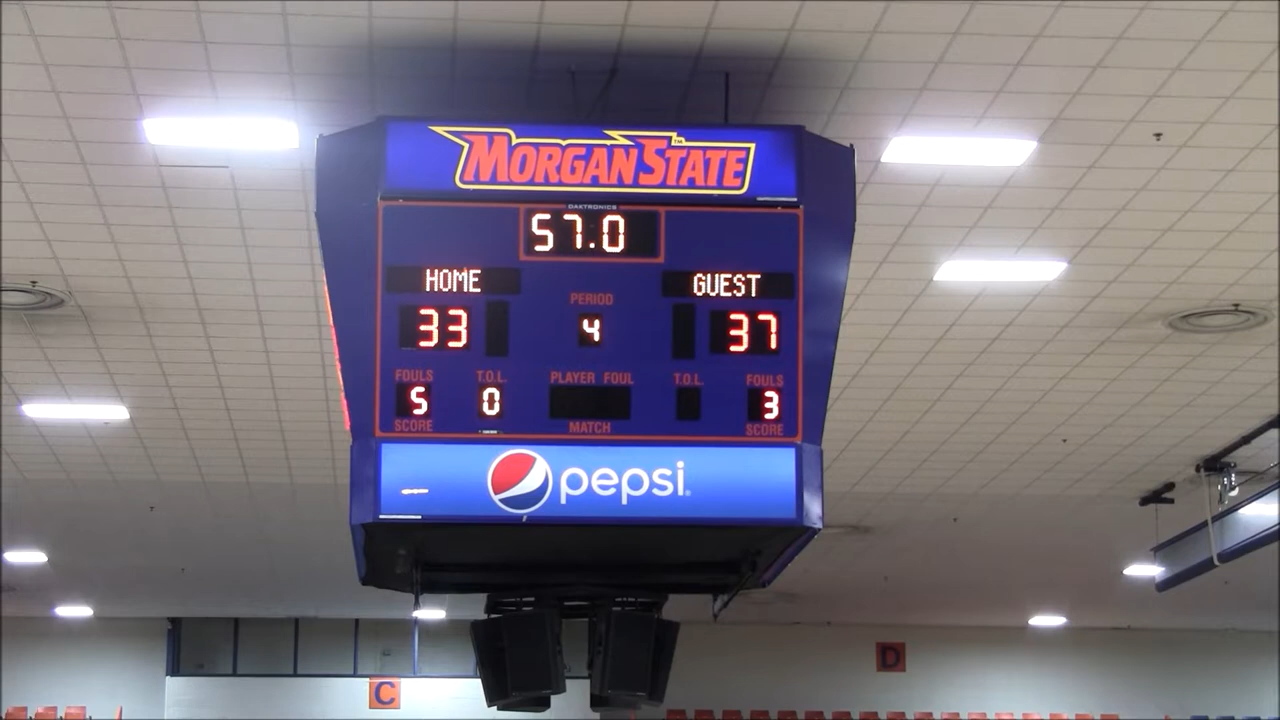 MORGAN STATE™
DAKTRONICS
57.0
HOME GUEST
PERIOD
33 4 37
FOULS T.O.L. PLAYER FOUL T.O.L. FOULS
5 0 3
SCORE MATCH SCORE
pepsi®
C
D